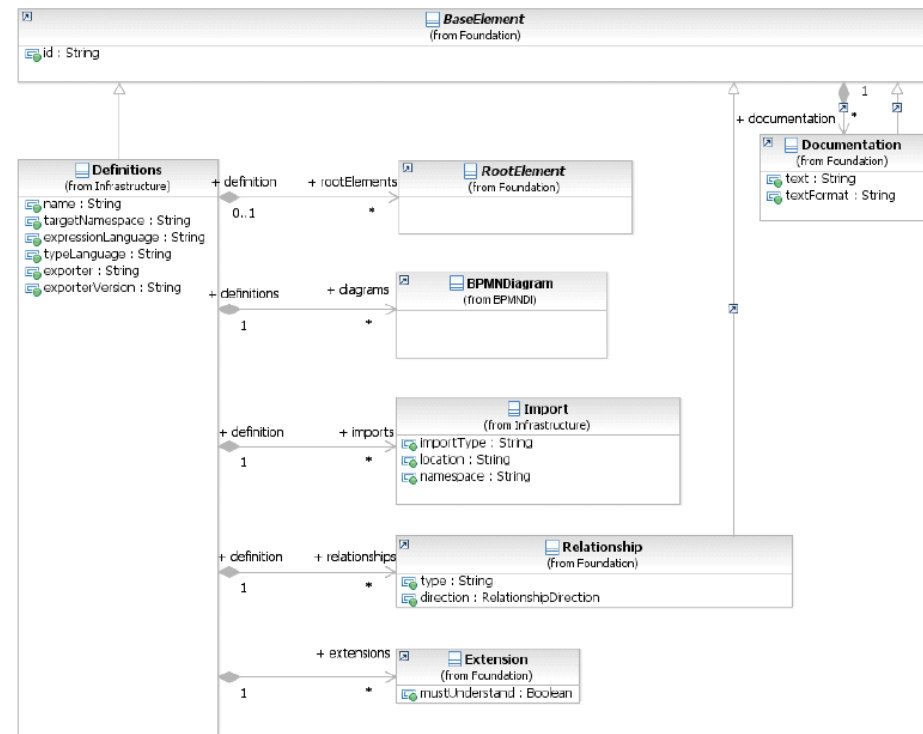 BaseElement
(from Foundation)
id : String
1
+ documentation
*
Documentation
(from Foundation)
text : String
textFormat : String
Definitions
(from Infrastructure)
name : String
targetNamespace : String
expressionLanguage : String
typeLanguage : String
exporter : String
exporterVersion : String
+ definition
+ rootElements
0..1
*
RootElement
(from Foundation)
+ definitions
+ diagrams
1
*
BPMNDiagram
(from BPMNDI)
+ definition
+ imports
1
*
Import
(from Infrastructure)
importType : String
location : String
namespace : String
+ definition
+ relationships
1
*
Relationship
(from Foundation)
type : String
direction : RelationshipDirection
+ extensions
1
*
Extension
(from Foundation)
mustUnderstand : Boolean